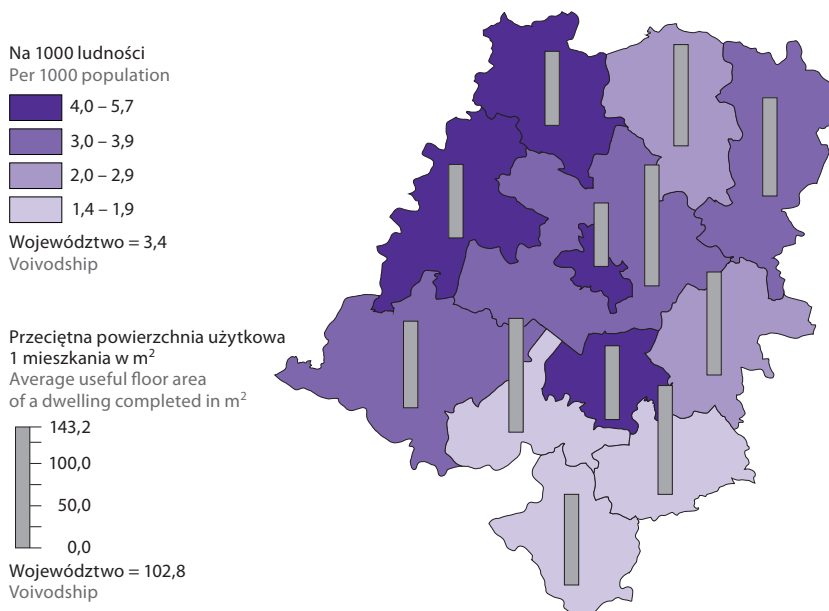 Na 1000 ludności
Per 1000 population
4,0 – 5,7
3,0 – 3,9
2,0 – 2,9
1,4 – 1,9
Województwo = 3,4
Voivodship
Przeciętna powierzchnia użytkowa
1 mieszkania w m²
Average useful floor area
of a dwelling completed in m²
143,2
100,0
50,0
0,0
Województwo = 102,8
Voivodship